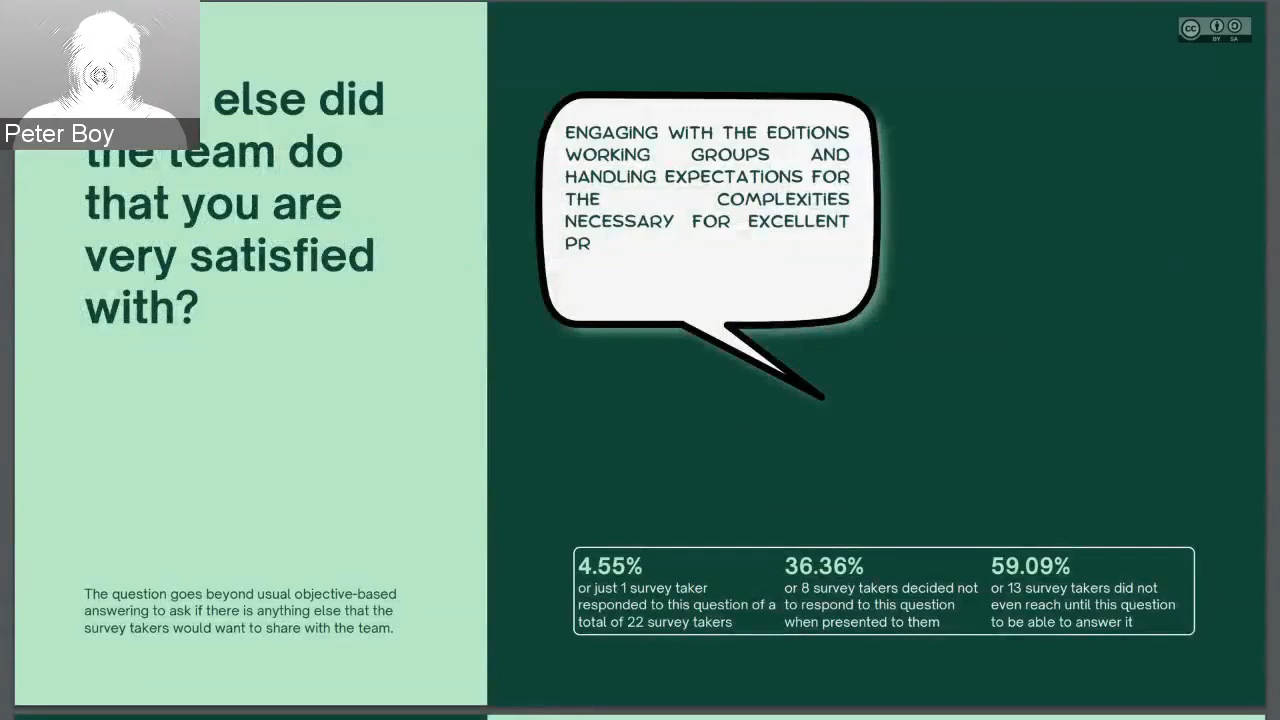 Peter Boy
else did
the team do
that you are
very satisfied
with?
The question goes beyond usual objective-based
answering to ask if there is anything else that the
survey takers would want to share with the team.
cc
BY SA
ENGAGING WITH THE EDITIONS
WORKING GROUPS AND
HANDLING EXPECTATIONS FOR
THE COMPLEXITIES
NECESSARY FOR EXCELLENT
PR
4.55%
or just 1 survey taker
responded to this question of a
total of 22 survey takers
36.36%
or 8 survey takers decided not
to respond to this question
when presented to them
59.09%
or 13 survey takers did not
even reach until this question
to be able to answer it